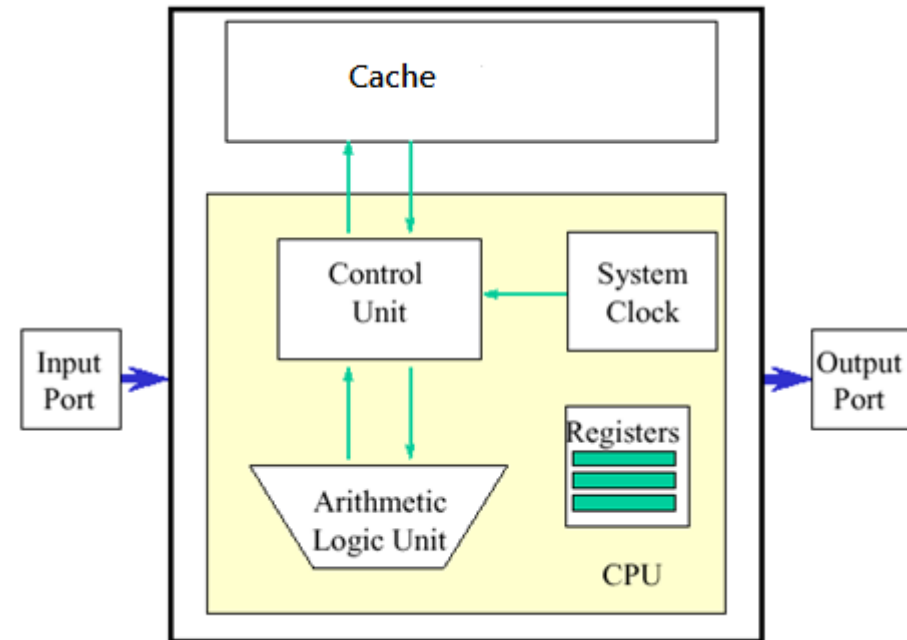 Cache
Control
Unit
System
Clock
Input
Port
Output
Port
Registers
Arithmetic
Logic Unit
CPU